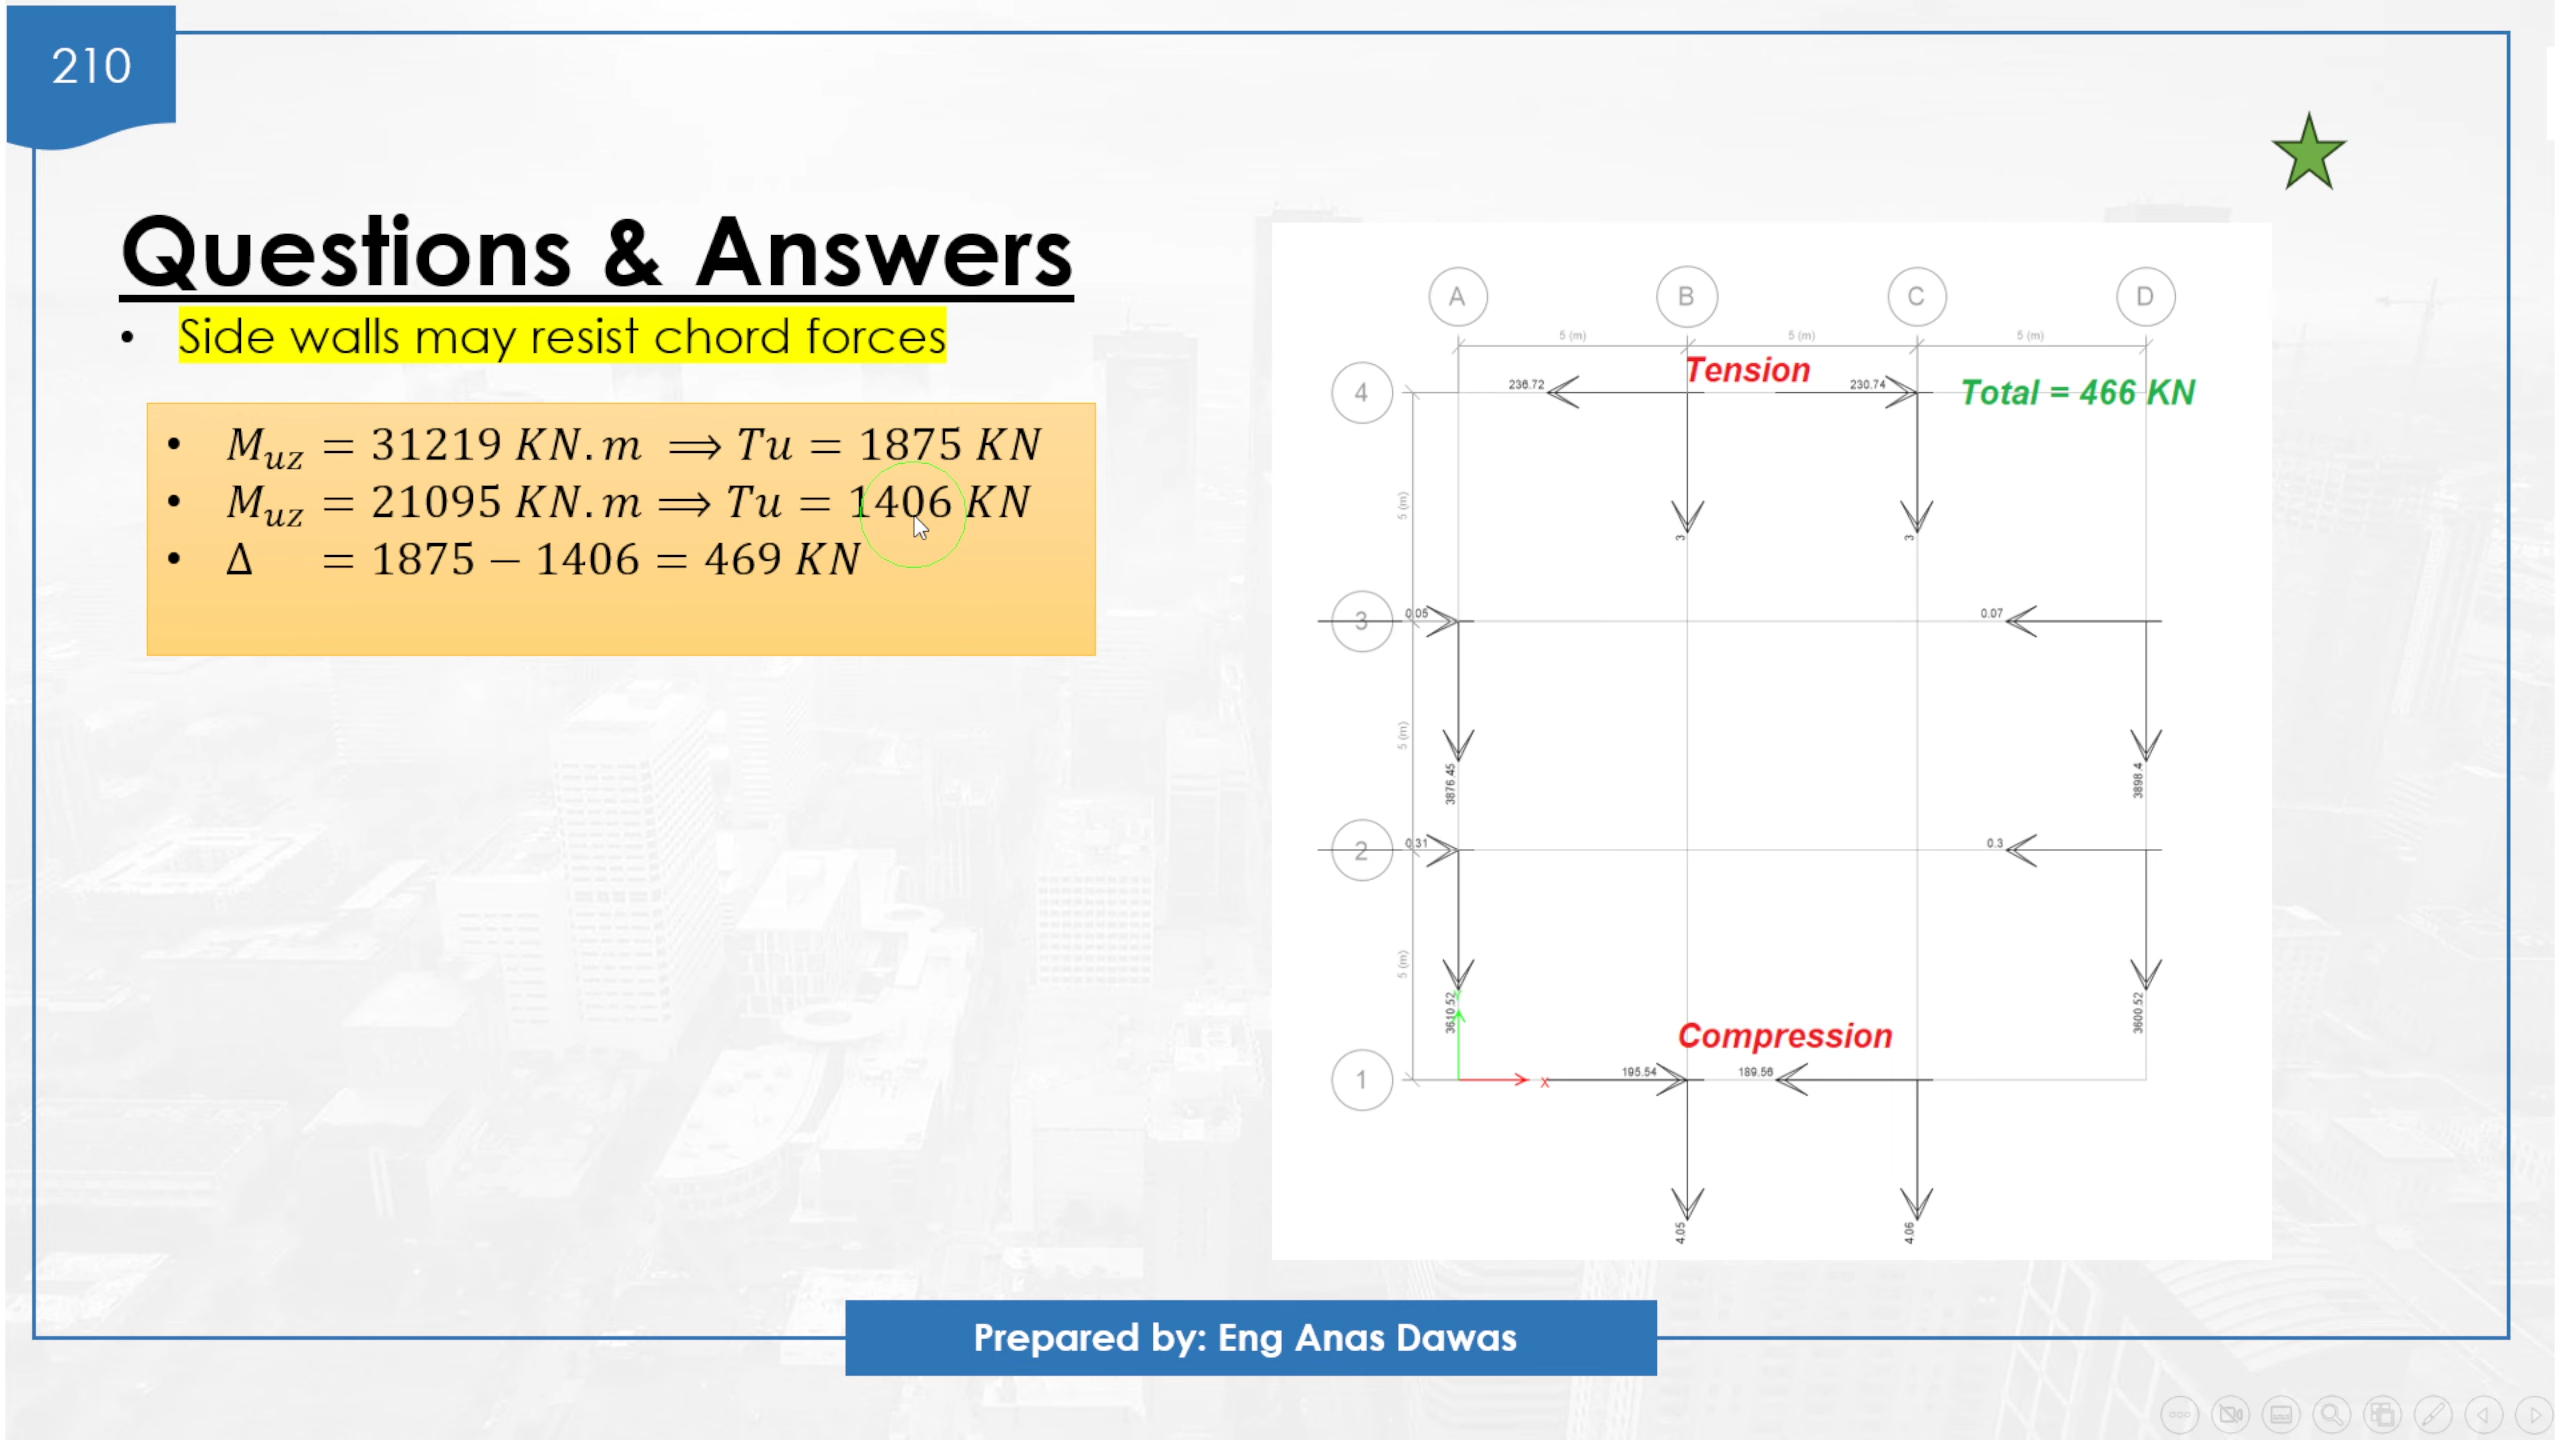 210
Questions & Answers
• Side walls may resist chord forces
• M_uz = 31219 KN.m ⟹ Tu = 1875 KN
• M_uz = 21095 KN.m ⟹ Tu = 1406 KN
• Δ = 1875 − 1406 = 469 KN
A B C D
5 (m) 5 (m) 5 (m)
Tension
4 236.72 230.74 Total = 466 KN
5 (m)
3 3
3 0.05 0.07
5 (m)
3876.45 3898.4
2 0.31 0.3
5 (m)
3610.52 3600.52
Compression
1 X 195.54 189.56
4.05 4.06
Prepared by: Eng Anas Dawas